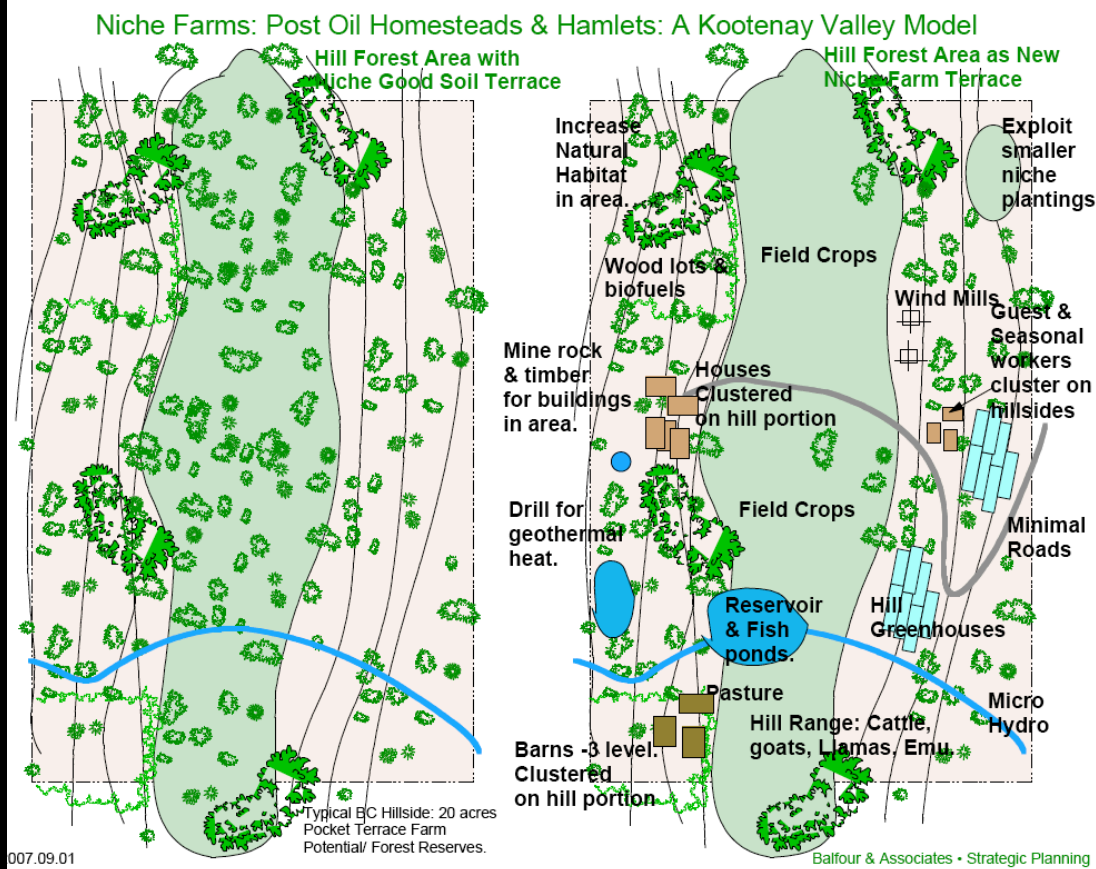 Niche Farms: Post Oil Homesteads & Hamlets: A Kootenay Valley Model
Hill Forest Area with
Niche Good Soil Terrace
Hill Forest Area as New
Niche Farm Terrace
Increase
Natural
Habitat
in area.
Exploit
smaller
niche
plantings
Field Crops
Wood lots &
biofuels
Wind Mills
Guest &
Seasonal
workers
cluster on
hillsides
Mine rock
& timber
for buildings
in area.
Houses
Clustered
on hill portion
Drill for
geothermal
heat.
Field Crops
Minimal
Roads
Reservoir
& Fish
ponds.
Hill
Greenhouses
Pasture
Hill Range: Cattle,
goats, Llamas, Emu.
Micro
Hydro
Barns -3 level.
Clustered
on hill portion
Typical BC Hillside: 20 acres
Pocket Terrace Farm
Potential/ Forest Reserves.
007.09.01
Balfour & Associates • Strategic Planning